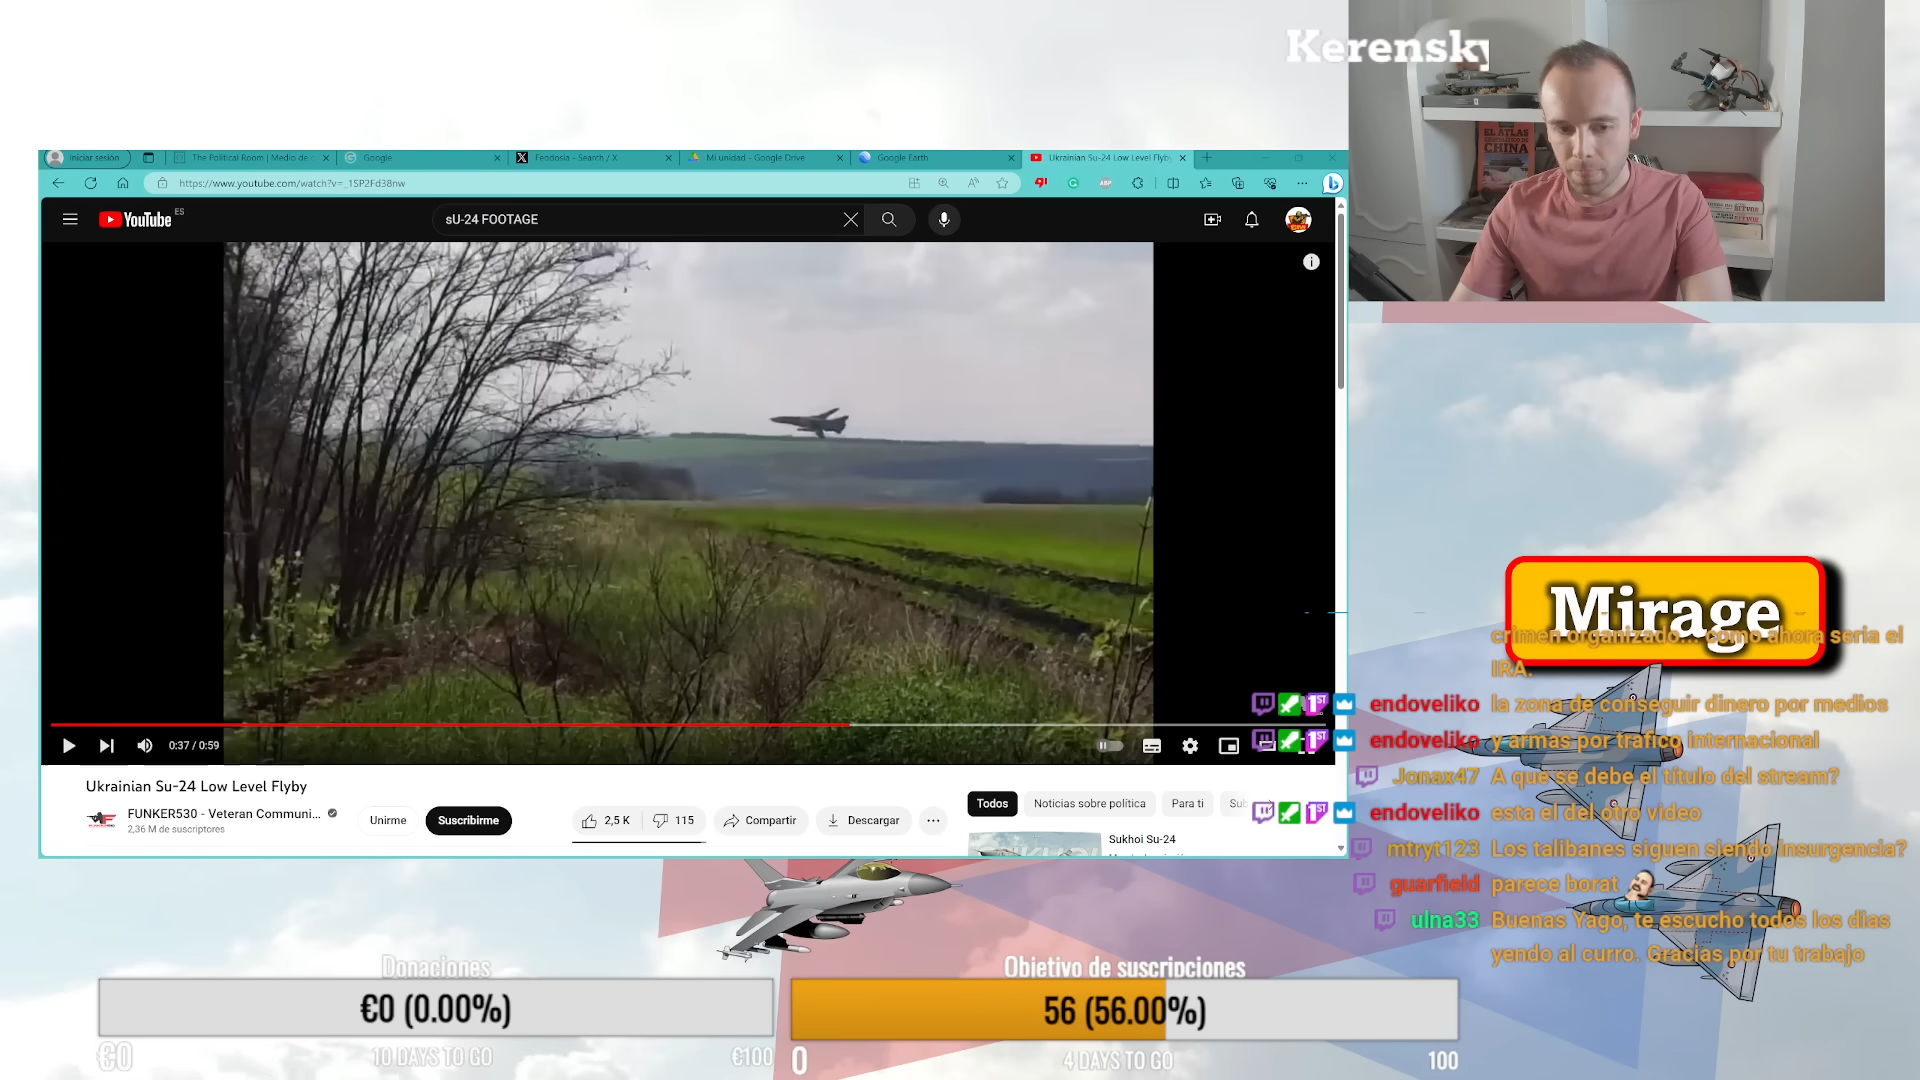 Kerensky
Iniciar sesión
The Political Room | Medio de
Google
Feodosia - Search / X
Mi unidad - Google Drive
Google Earth
Ukrainian Su-24 Low Level Flyby
https://www.youtube.com/watch?v=_1SP2Fd38nw
YouTube ES
sU-24 FOOTAGE
EL ATLAS
CHINA
0:37 / 0:59
Ukrainian Su-24 Low Level Flyby
FUNKER530 - Veteran Communi...
2,36 M de suscriptores
Unirme
Suscribirme
2,5 K
115
Compartir
Descargar
Todos
Noticias sobre política
Para ti
Sukhoi Su-24
Mirage
crimen organizado... como ahora seria el
IRA.
endoveliko la zona de conseguir dinero por medios
endoveliko y armas por trafico internacional
Jonax47 A que se debe el título del stream?
endoveliko esta el del otro video
mtryt123 Los talibanes siguen siendo insurgencia?
guarfield parece borat
ulna33 Buenas Yago, te escucho todos los dias
yendo al curro. Gracias por tu trabajo
Donaciones
€0 (0.00%)
€0
10 DAYS TO GO
€100
Objetivo de suscripciones
56 (56.00%)
0
4 DAYS TO GO
100